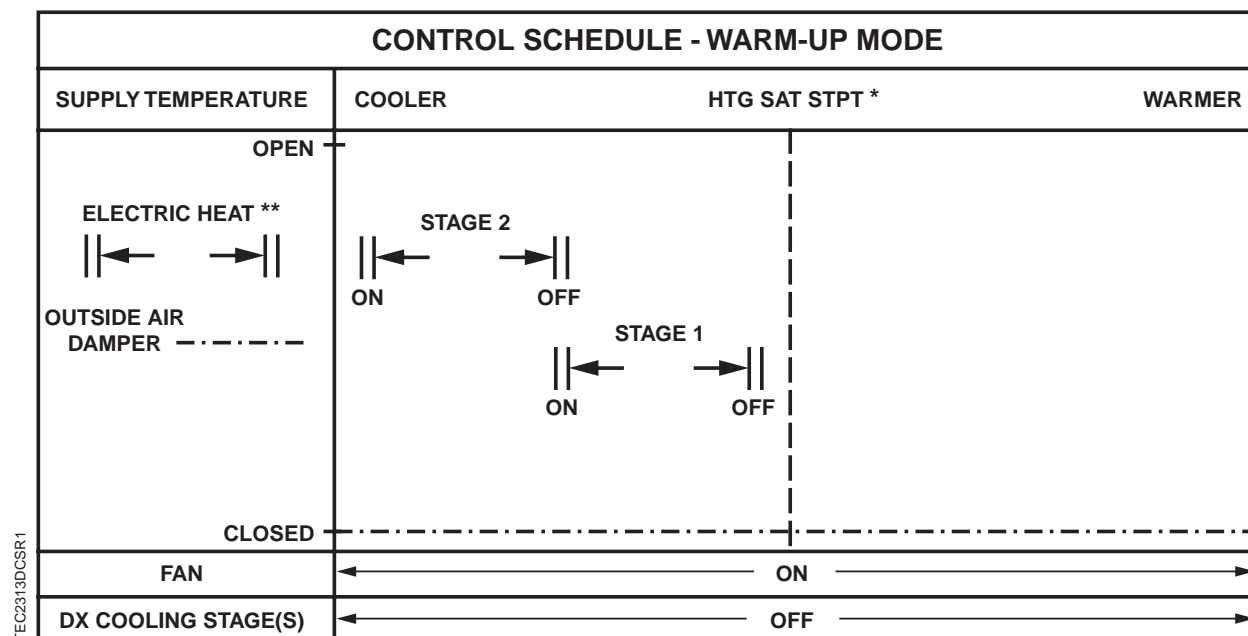 CONTROL SCHEDULE - WARM-UP MODE
SUPPLY TEMPERATURE COOLER HTG SAT STPT * WARMER
OPEN
ELECTRIC HEAT **
STAGE 2
ON OFF
OUTSIDE AIR
DAMPER
STAGE 1
ON OFF
CLOSED
FAN ON
DX COOLING STAGE(S) OFF
TEC2313DCSR1